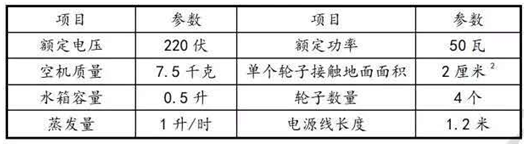 项目 参数 项目 参数
额定电压 220伏 额定功率 50瓦
空机质量 7.5千克 单个轮子接触地面面积 2厘米²
水箱容量 0.5升 轮子数量 4个
蒸发量 1升/时 电源线长度 1.2米